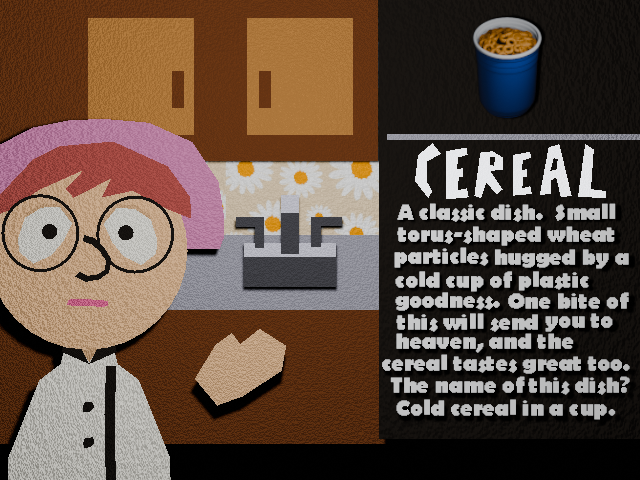 CEREAL
A classic dish. Small
torus-shaped wheat
particles hugged by a
cold cup of plastic
goodness. One bite of
this will send you to
heaven, and the
cereal tastes great too.
The name of this dish?
Cold cereal in a cup.